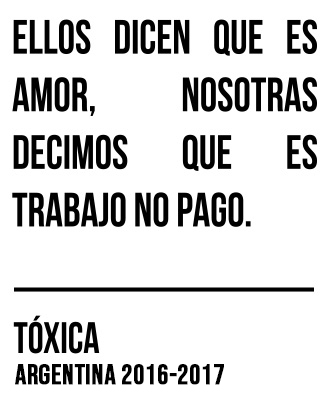 ELLOS DICEN QUE ES
AMOR, NOSOTRAS
DECIMOS QUE ES
TRABAJO NO PAGO.
TÓXICA
ARGENTINA 2016-2017